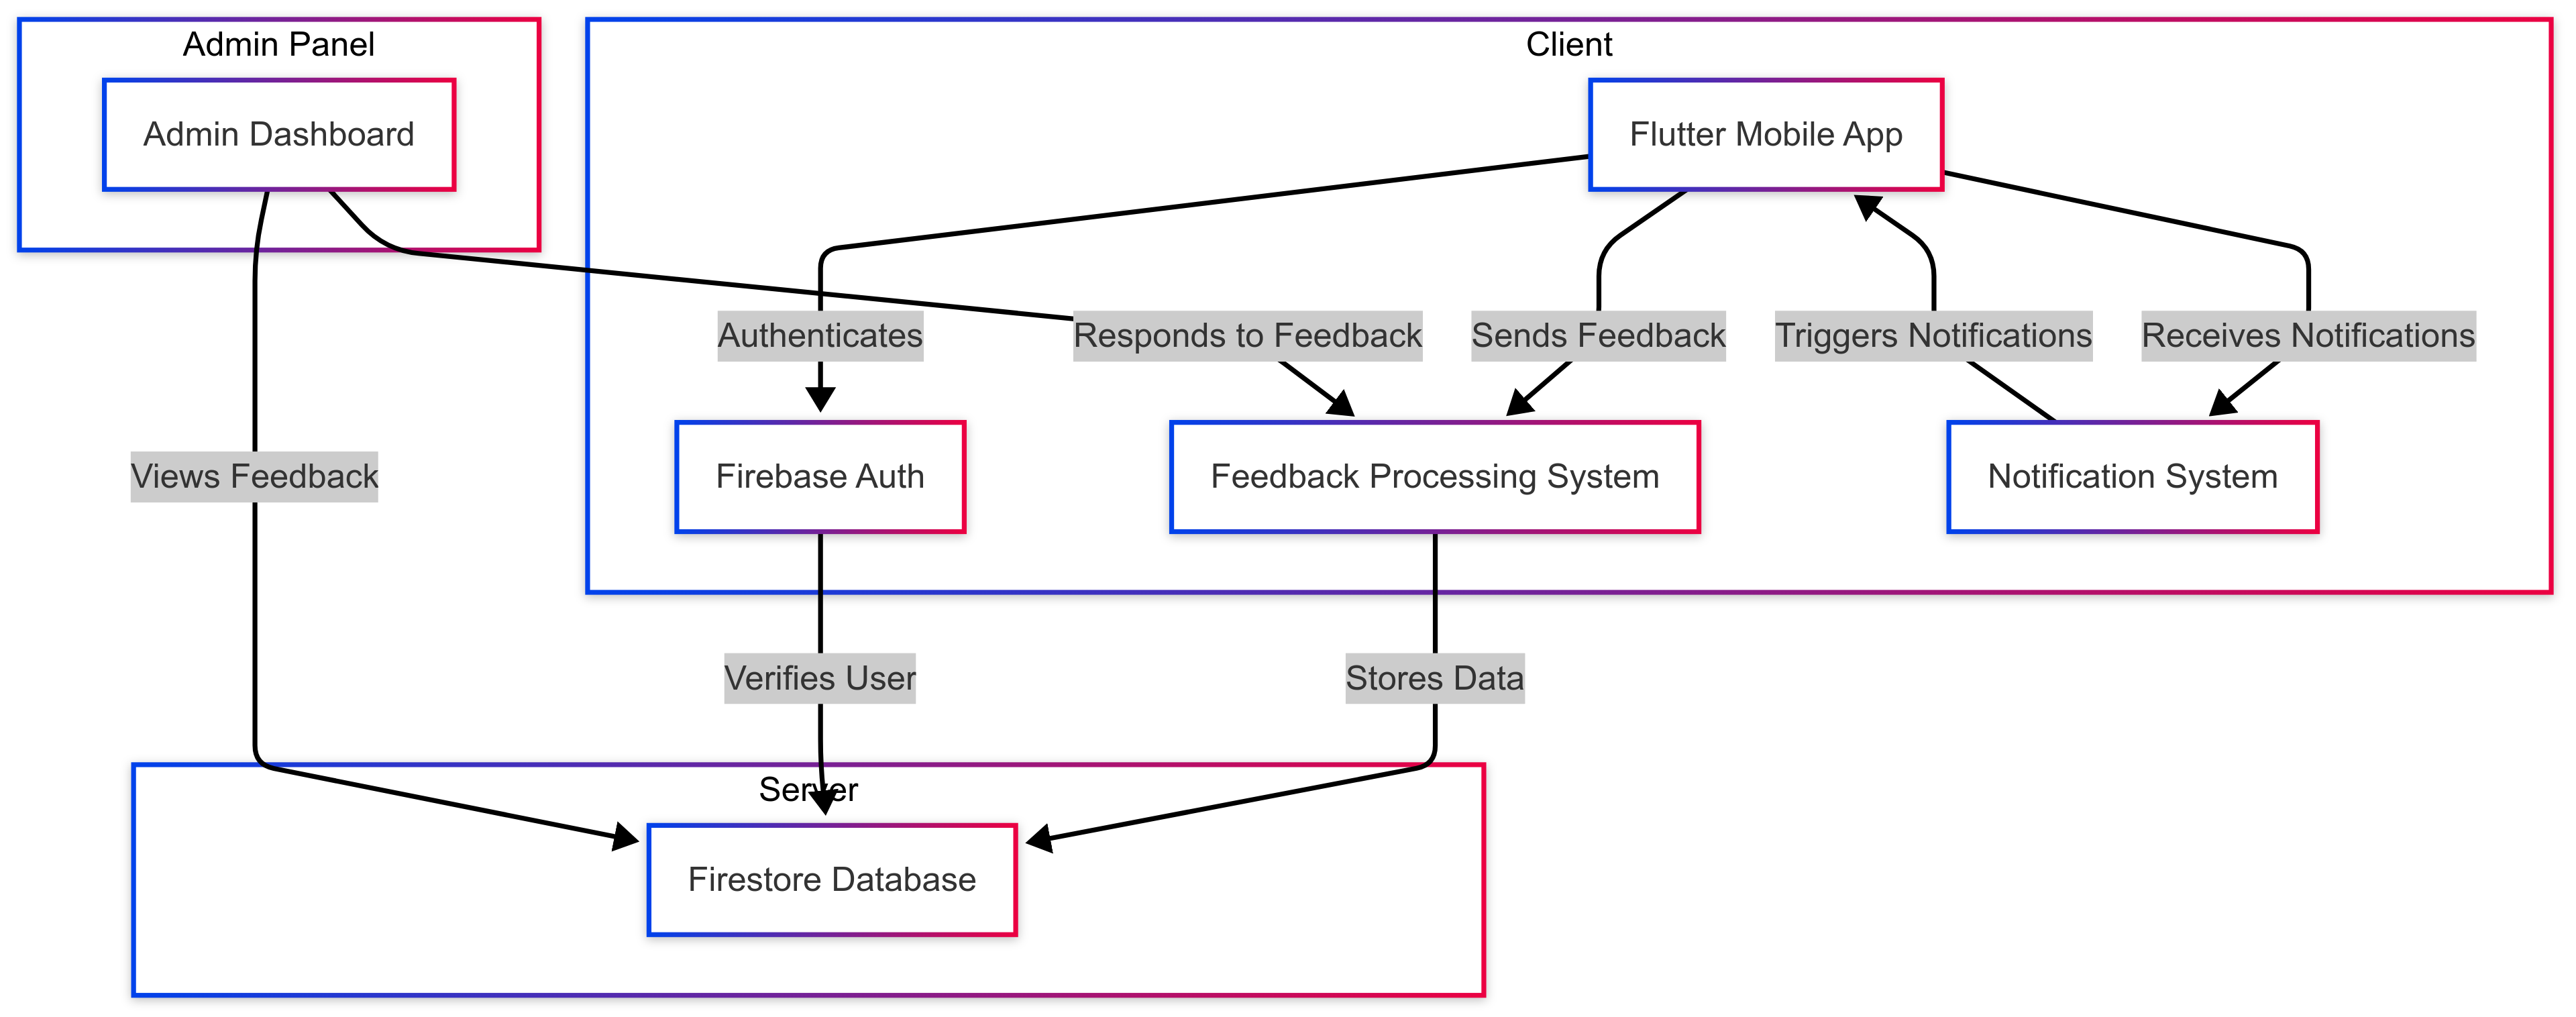 Admin Panel
Client
Admin Dashboard
Flutter Mobile App
Authenticates
Responds to Feedback
Sends Feedback
Triggers Notifications
Receives Notifications
Views Feedback
Firebase Auth
Feedback Processing System
Notification System
Verifies User
Stores Data
Server
Firestore Database